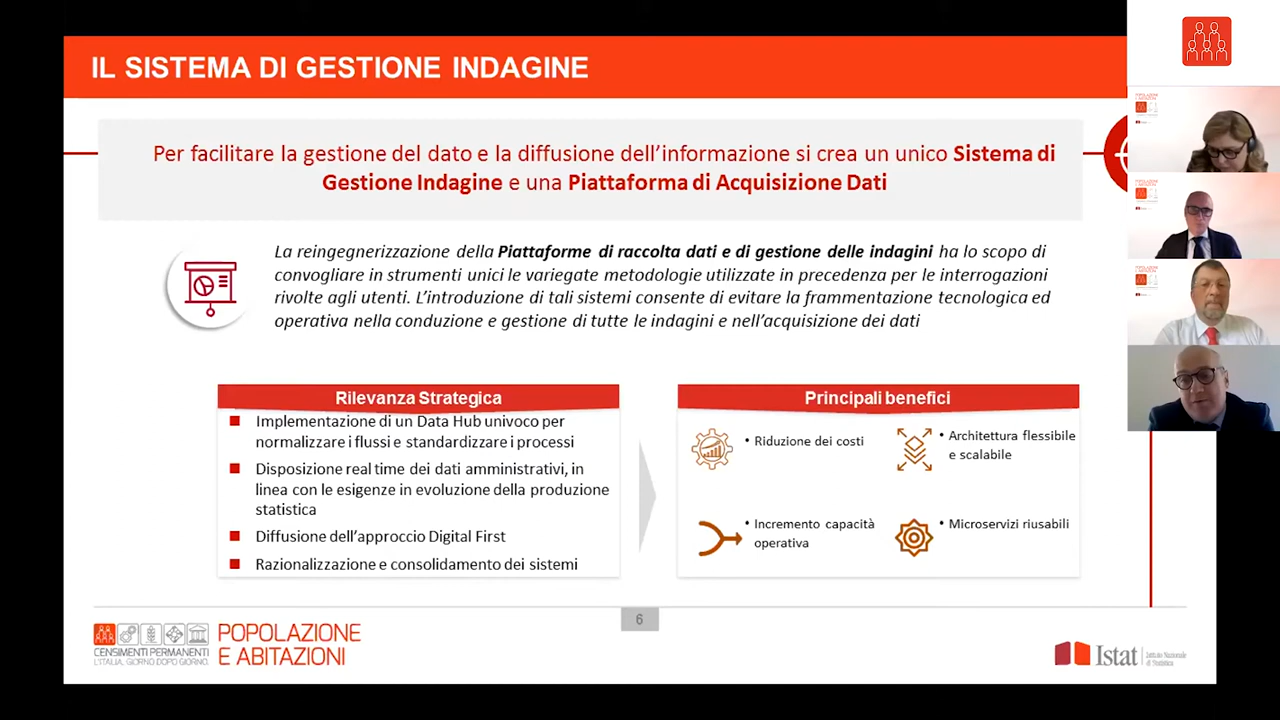 IL SISTEMA DI GESTIONE INDAGINE
Per facilitare la gestione del dato e la diffusione dell'informazione si crea un unico Sistema di
Gestione Indagine e una Piattaforma di Acquisizione Dati
La reingegnerizzazione della Piattaforme di raccolta dati e di gestione delle indagini ha lo scopo di
convogliare in strumenti unici le variegate metodologie utilizzate in precedenza per le interrogazioni
rivolte agli utenti. L'introduzione di tali sistemi consente di evitare la frammentazione tecnologica ed
operativa nella conduzione e gestione di tutte le indagini e nell'acquisizione dei dati
Rilevanza Strategica
Implementazione di un Data Hub univoco per
normalizzare i flussi e standardizzare i processi
Disposizione real time dei dati amministrativi, in
linea con le esigenze in evoluzione della produzione
statistica
Diffusione dell'approccio Digital First
Razionalizzazione e consolidamento dei sistemi
Principali benefici
• Riduzione dei costi
• Architettura flessibile
e scalabile
• Incremento capacità
operativa
• Microservizi riusabili
6
CENSIMENTI PERMANENTI
L'ITALIA, GIORNO DOPO GIORNO.
POPOLAZIONE
E ABITAZIONI
Istat
Istituto Nazionale
di Statistica